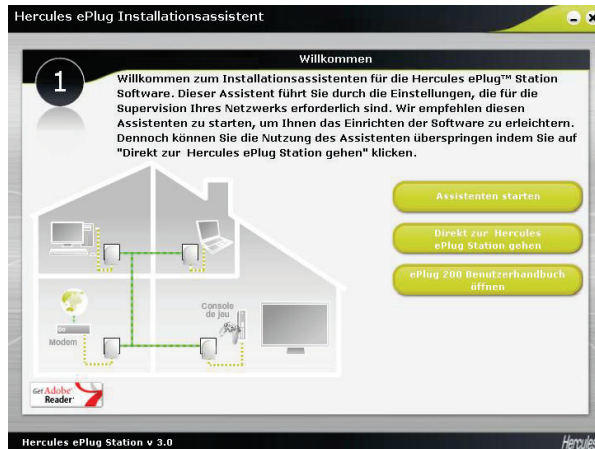 Hercules ePlug Installationsassistent
Willkommen
1
Willkommen zum Installationsassistenten für die Hercules ePlug™ Station
Software. Dieser Assistent führt Sie durch die Einstellungen, die für die
Supervision Ihres Netzwerks erforderlich sind. Wir empfehlen diesen
Assistenten zu starten, um Ihnen das Einrichten der Software zu erleichtern.
Dennoch können Sie die Nutzung des Assistenten überspringen indem Sie auf
"Direkt zur Hercules ePlug Station gehen" klicken.
Assistenten starten
Direkt zur Hercules
ePlug Station gehen
ePlug 200 Benutzerhandbuch
öffnen
Console
de jeu
Modem
Get Adobe
Reader
Hercules ePlug Station v 3.0
Hercules